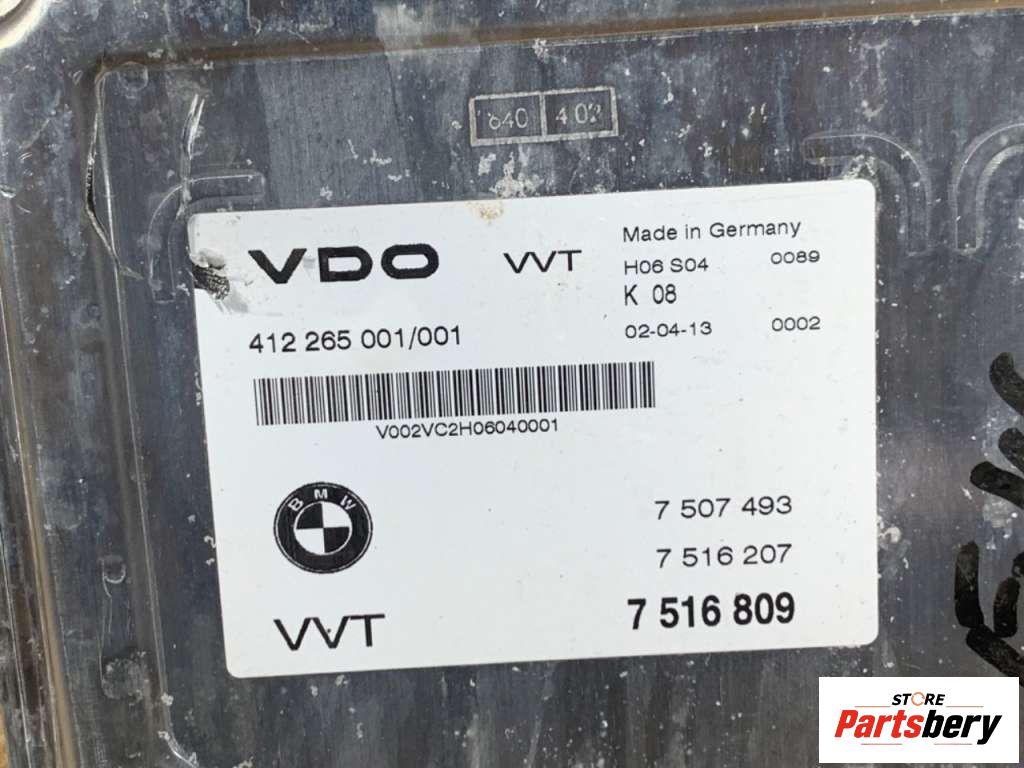 640 402
VDO VVT Made in Germany
H06 S04 0089
K 08
412 265 001/001 02-04-13 0002
V002VC2H06040001
BMW
7 507 493
7 516 207
VVT 7 516 809
STORE
Partsbery